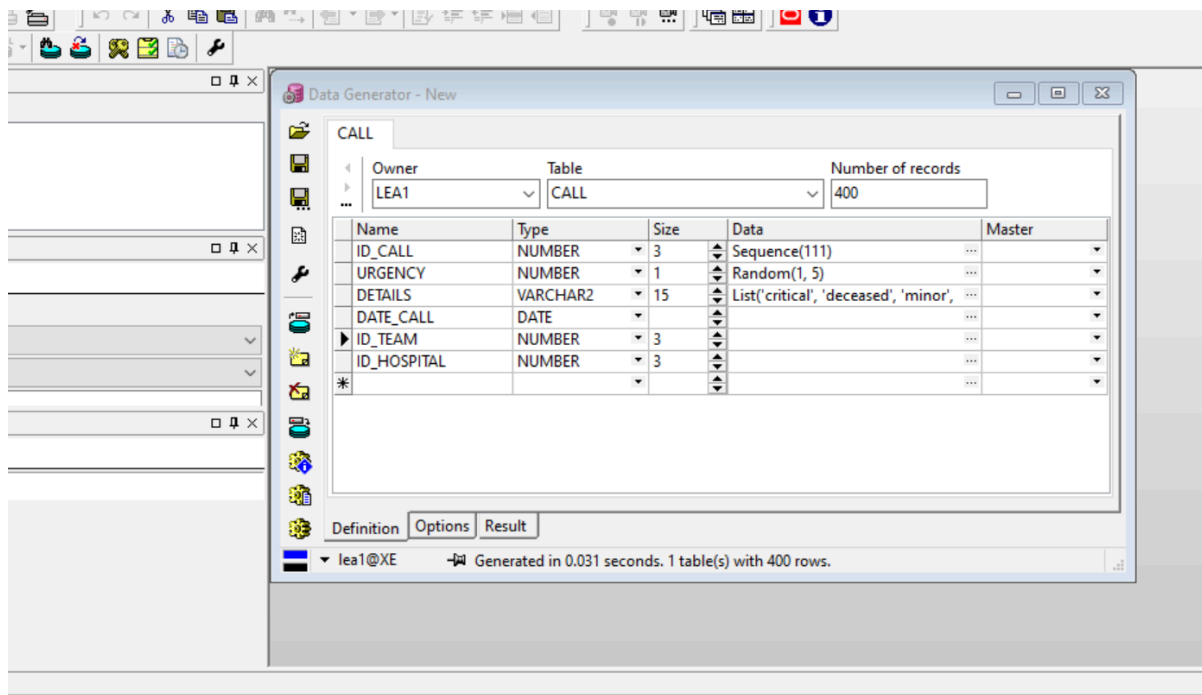 Data Generator - New
CALL
Owner Table Number of records
LEA1 CALL 400
Name Type Size Data Master
ID_CALL NUMBER 3 Sequence(111) ...
URGENCY NUMBER 1 Random(1, 5) ...
DETAILS VARCHAR2 15 List('critical', 'deceased', 'minor', ...
DATE_CALL DATE ...
ID_TEAM NUMBER 3 ...
ID_HOSPITAL NUMBER 3 ...
* ...
Definition Options Result
lea1@XE Generated in 0.031 seconds. 1 table(s) with 400 rows.